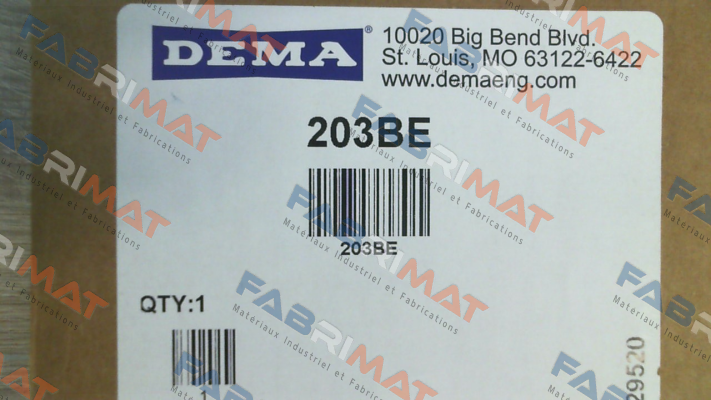 DEMA®
10020 Big Bend Blvd.
St. Louis, MO 63122-6422
www.demaeng.com
203BE
203BE
QTY:1
1
29520
FABRIMAT
Matériaux Industriel et Fabrications